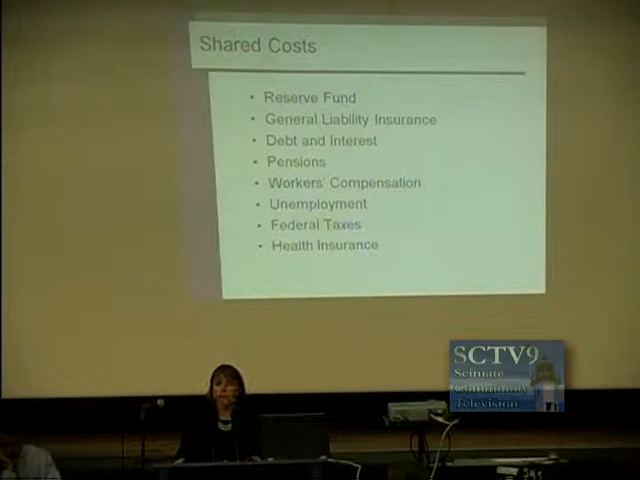 Shared Costs
• Reserve Fund
• General Liability Insurance
• Debt and Interest
• Pensions
• Workers' Compensation
• Unemployment
• Federal Taxes
• Health Insurance
SCTV9
Scituate
Community
Television